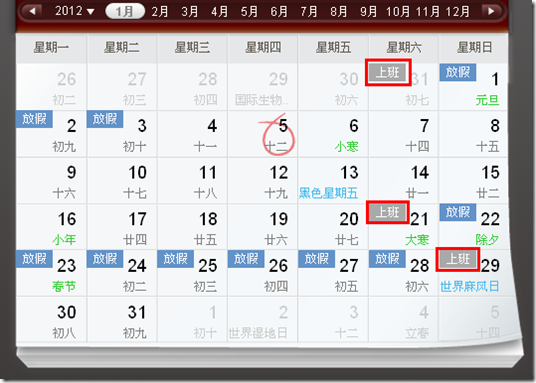 2012 1月 2月 3月 4月 5月 6月 7月 8月 9月 10月 11月 12月
星期一 星期二 星期三 星期四 星期五 星期六 星期日
26 27 28 29 30 上班 31 放假 1
初二 初三 初四 国际生物... 初六 初七 元旦
放假 2 放假 3 4 5 6 7 8
初九 初十 十一 十二 小寒 十四 十五
9 10 11 12 13 14 15
十六 十七 十八 十九 黑色星期五 廿一 廿二
16 17 18 19 20 上班 21 放假 22
小年 廿四 廿五 廿六 廿七 大寒 除夕
放假 23 放假 24 放假 25 放假 26 放假 27 放假 28 上班 29
春节 初二 初三 初四 初五 初六 世界麻风日
30 31 1 2 3 4 5
初八 初九 初十 世界湿地日 十二 立春 十四